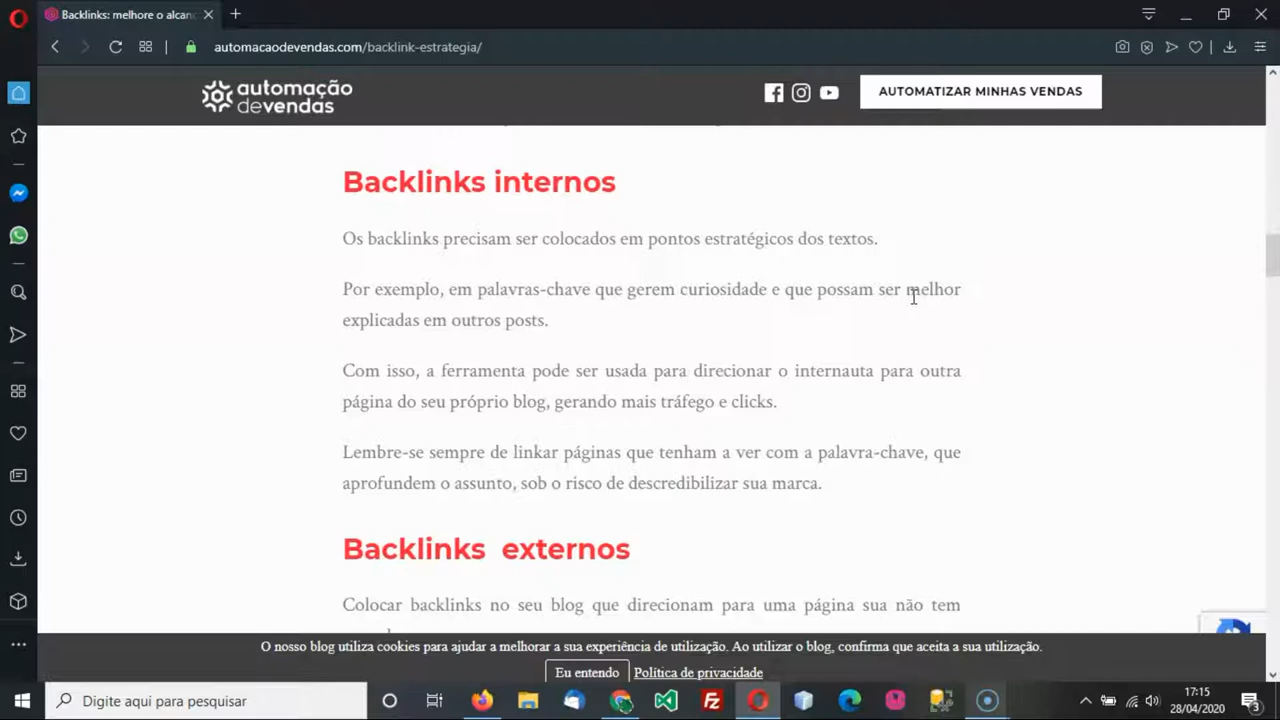 Backlinks: melhore o alcanc
automacaodevendas.com/backlink-estrategia/
automação
devendas
AUTOMATIZAR MINHAS VENDAS
Backlinks internos
Os backlinks precisam ser colocados em pontos estratégicos dos textos.
Por exemplo, em palavras-chave que gerem curiosidade e que possam ser melhor
explicadas em outros posts.
Com isso, a ferramenta pode ser usada para direcionar o internauta para outra
página do seu próprio blog, gerando mais tráfego e clicks.
Lembre-se sempre de linkar páginas que tenham a ver com a palavra-chave, que
aprofundem o assunto, sob o risco de descredibilizar sua marca.
Backlinks externos
Colocar backlinks no seu blog que direcionam para uma página sua não tem
O nosso blog utiliza cookies para ajudar a melhorar a sua experiência de utilização. Ao utilizar o blog, confirma que aceita a sua utilização.
Eu entendo Política de privacidade
Digite aqui para pesquisar
17:15
28/04/2020
3